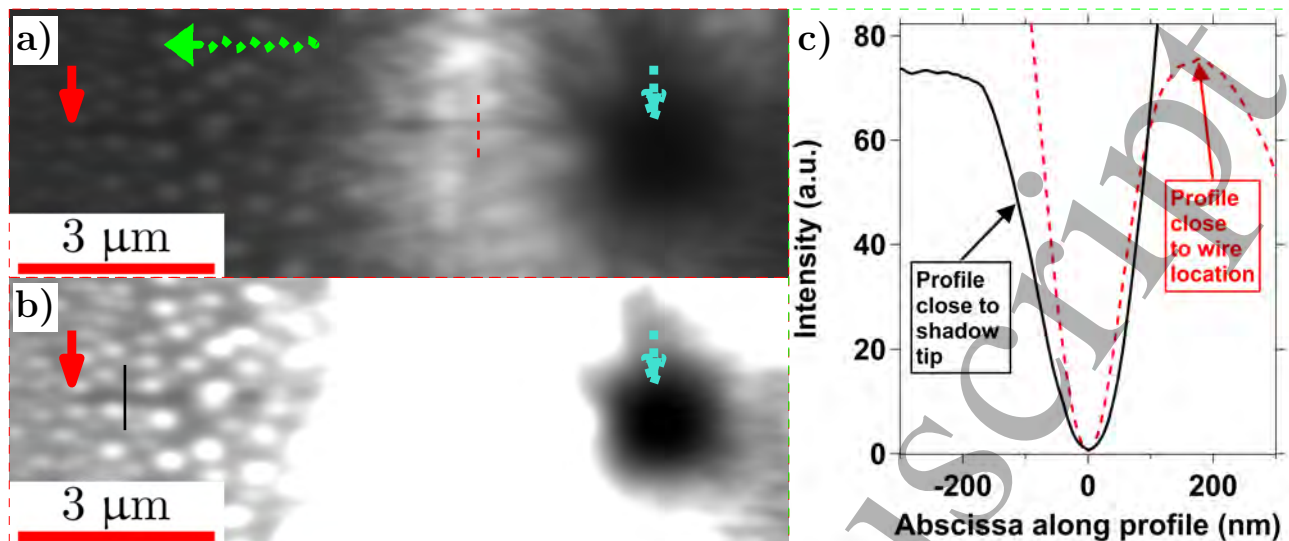 a)
3 µm
b)
3 µm
c)
80
60
40
20
0
-200
0
200
Intensity (a.u.)
Abscissa along profile (nm)
Profile
close to
shadow
tip
Profile
close
to wire
location
script